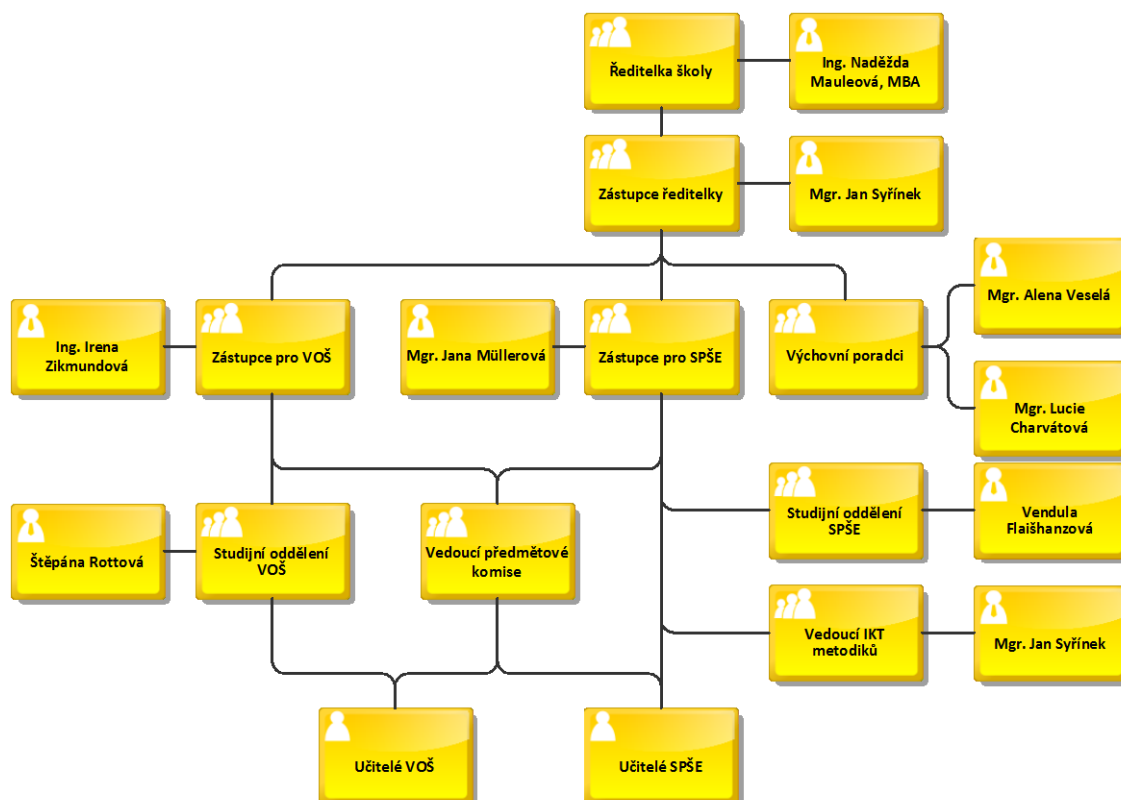 Ředitelka školy
Ing. Naděžda
Mauleová, MBA
Zástupce ředitelky
Mgr. Jan Syřínek
Mgr. Alena Veselá
Ing. Irena
Zikmundová
Zástupce pro VOŠ
Mgr. Jana Müllerová
Zástupce pro SPŠE
Výchovní poradci
Mgr. Lucie
Charvátová
Štěpána Rottová
Studijní oddělení
VOŠ
Vedoucí předmětové
komise
Studijní oddělení
SPŠE
Vendula
Flaišhanzová
Vedoucí IKT
metodiků
Mgr. Jan Syřínek
Učitelé VOŠ
Učitelé SPŠE